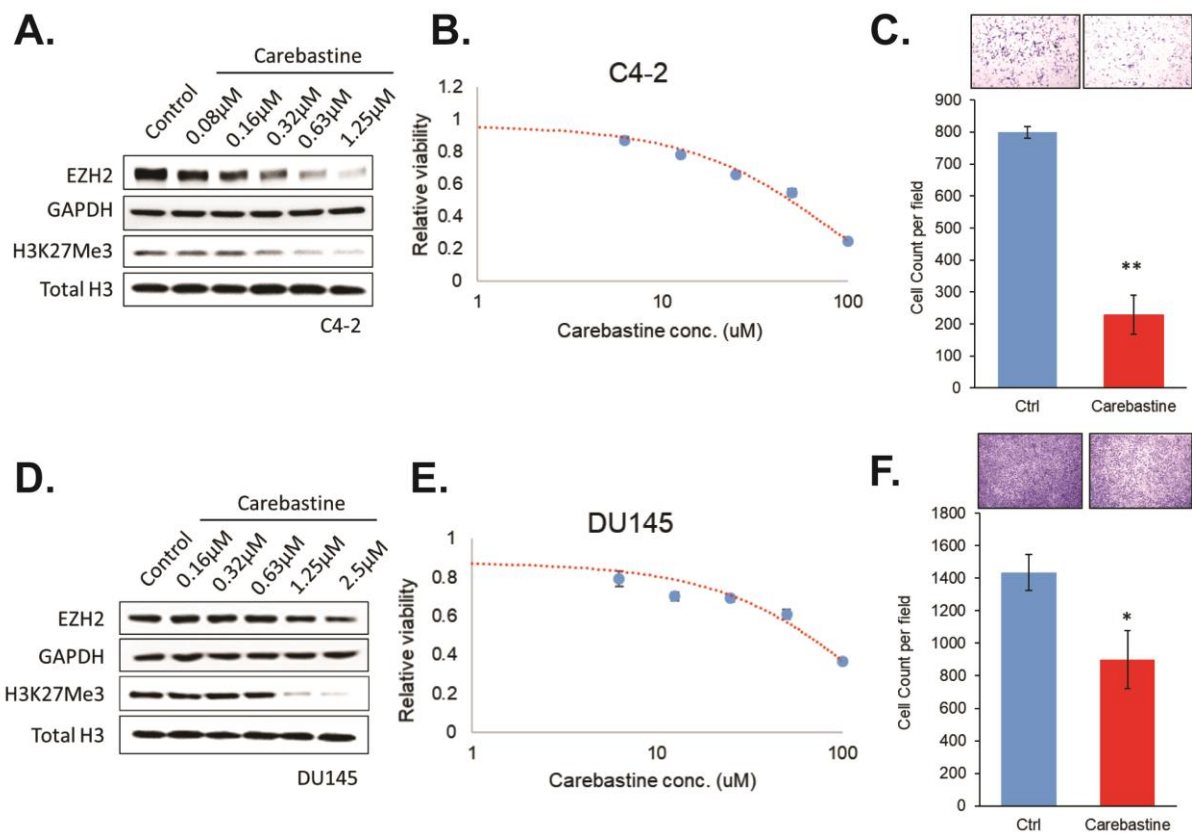 A.
Carebastine
Control
0.08µM
0.16µM
0.32µM
0.63µM
1.25µM
EZH2
GAPDH
H3K27Me3
Total H3
C4-2
B.
C4-2
1.2
1
0.8
0.6
0.4
0.2
0
Relative viability
1
10
100
Carebastine conc. (uM)
C.
900
800
700
600
500
400
300
200
100
0
Cell Count per field
**
Ctrl
Carebastine
D.
Carebastine
Control
0.16µM
0.32µM
0.63µM
1.25µM
2.5µM
EZH2
GAPDH
H3K27Me3
Total H3
DU145
E.
DU145
1
0.8
0.6
0.4
0.2
0
Relative viability
1
10
100
Carebastine conc. (uM)
F.
1800
1600
1400
1200
1000
800
600
400
200
0
Cell Count per field
*
Ctrl
Carebastine